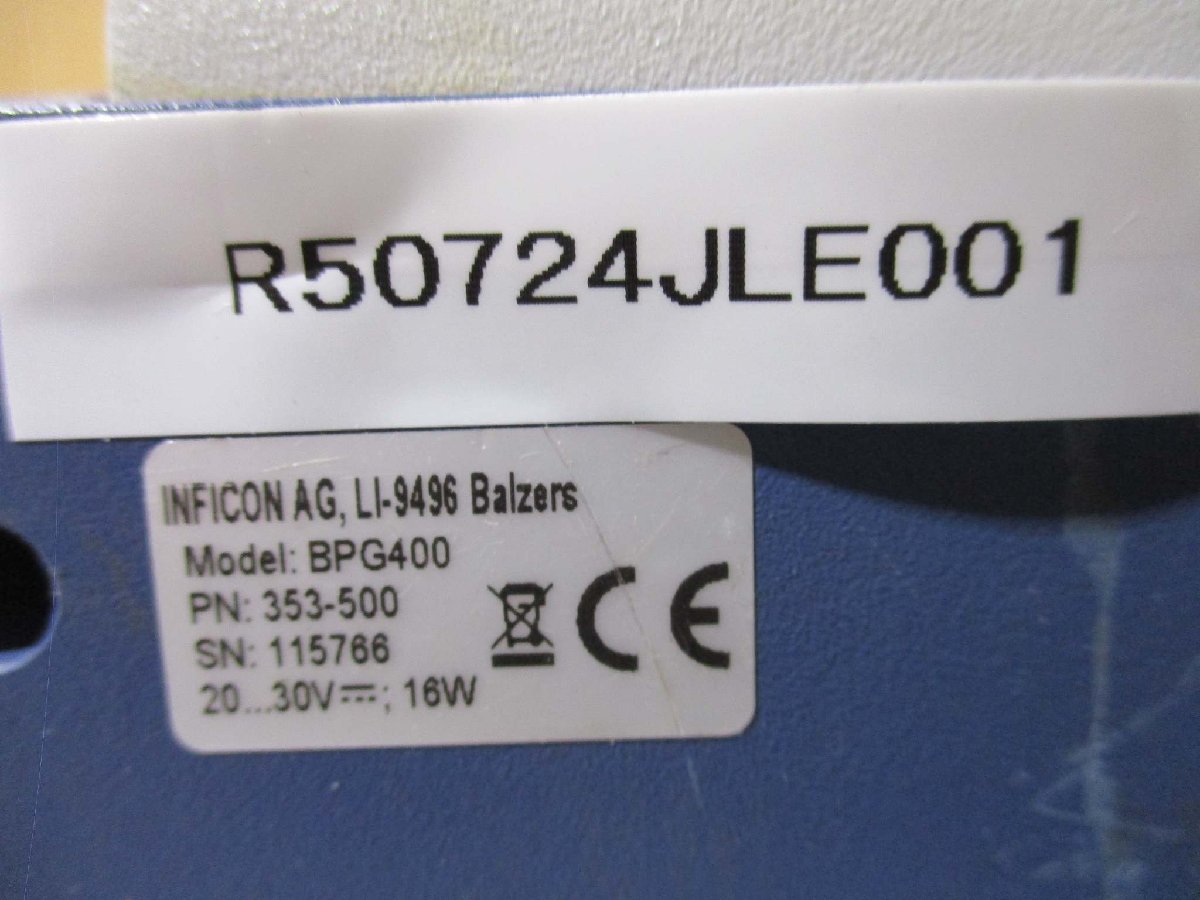 R50724JLE001
INFICON AG, LI-9496 Balzers
Model: BPG400
PN: 353-500
SN: 115766
20...30V⎓; 16W
CE